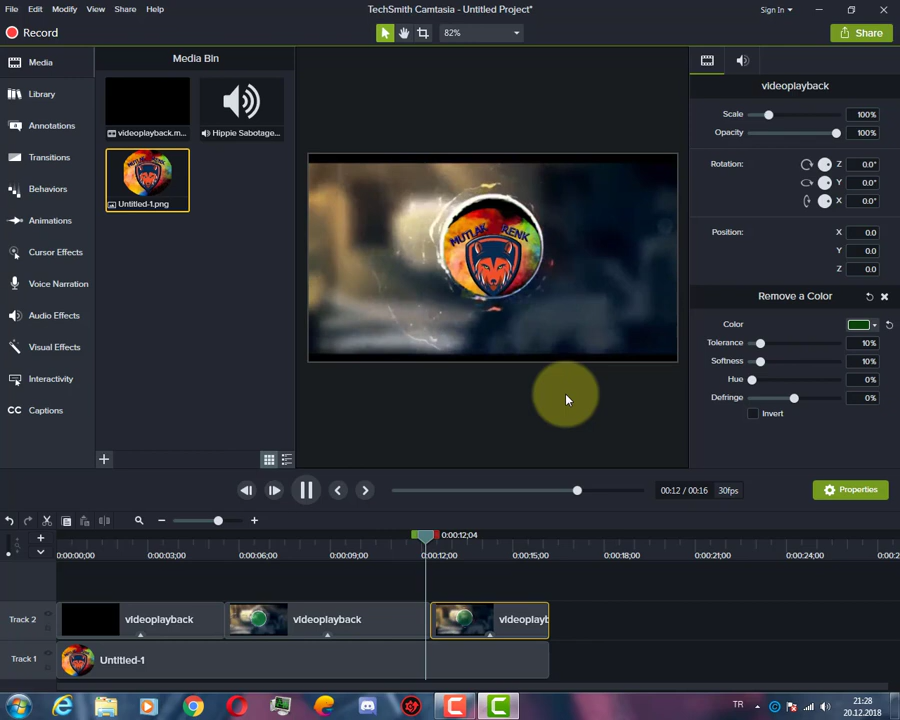 File Edit Modify View Share Help TechSmith Camtasia - Untitled Project* Sign In
Record 82% Share
Media
Library
Annotations
Transitions
Behaviors
Animations
Cursor Effects
Voice Narration
Audio Effects
Visual Effects
Interactivity
CC Captions
Media Bin
videoplayback.m...
Hippie Sabotage...
MUTLAK RENK
Untitled-1.png
MUTLAK RENK
videoplayback
Scale 100%
Opacity 100%
Rotation: Z 0.0°
Y 0.0°
X 0.0°
Position: X 0.0
Y 0.0
Z 0.0
Remove a Color
Color
Tolerance 10%
Softness 10%
Hue 0%
Defringe 0%
Invert
00:12 / 00:16 30fps Properties
0:00:12;04
0:00:00;00 0:00:03;00 0:00:06;00 0:00:09;00 0:00:12;00 0:00:15;00 0:00:18;00 0:00:21;00 0:00:24;00 0:00:2
Track 2 videoplayback videoplayback videoplayb
Track 1 Untitled-1
TR 21:28
20.12.2018